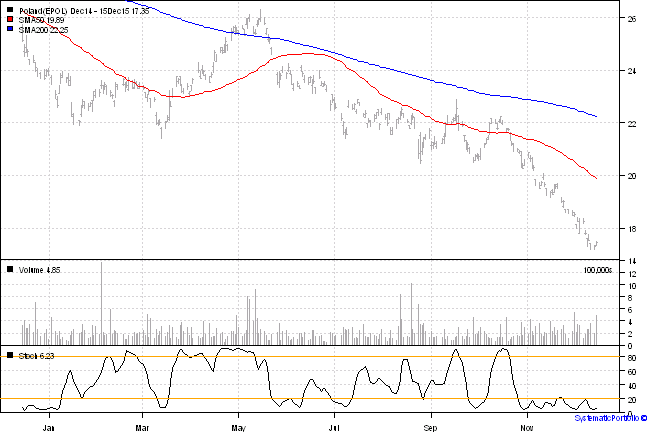 Poland(EPOL) Dec14 - 15Dec15 17.35
SMA50 19.89
SMA200 22.25
26
24
22
20
18
14
Volume 4.85
100,000s
12
10
8
6
4
2
0
Stoch 6.23
80
60
40
20
0
Jan Mar May Jul Sep Nov
SystematicPortfolio ©